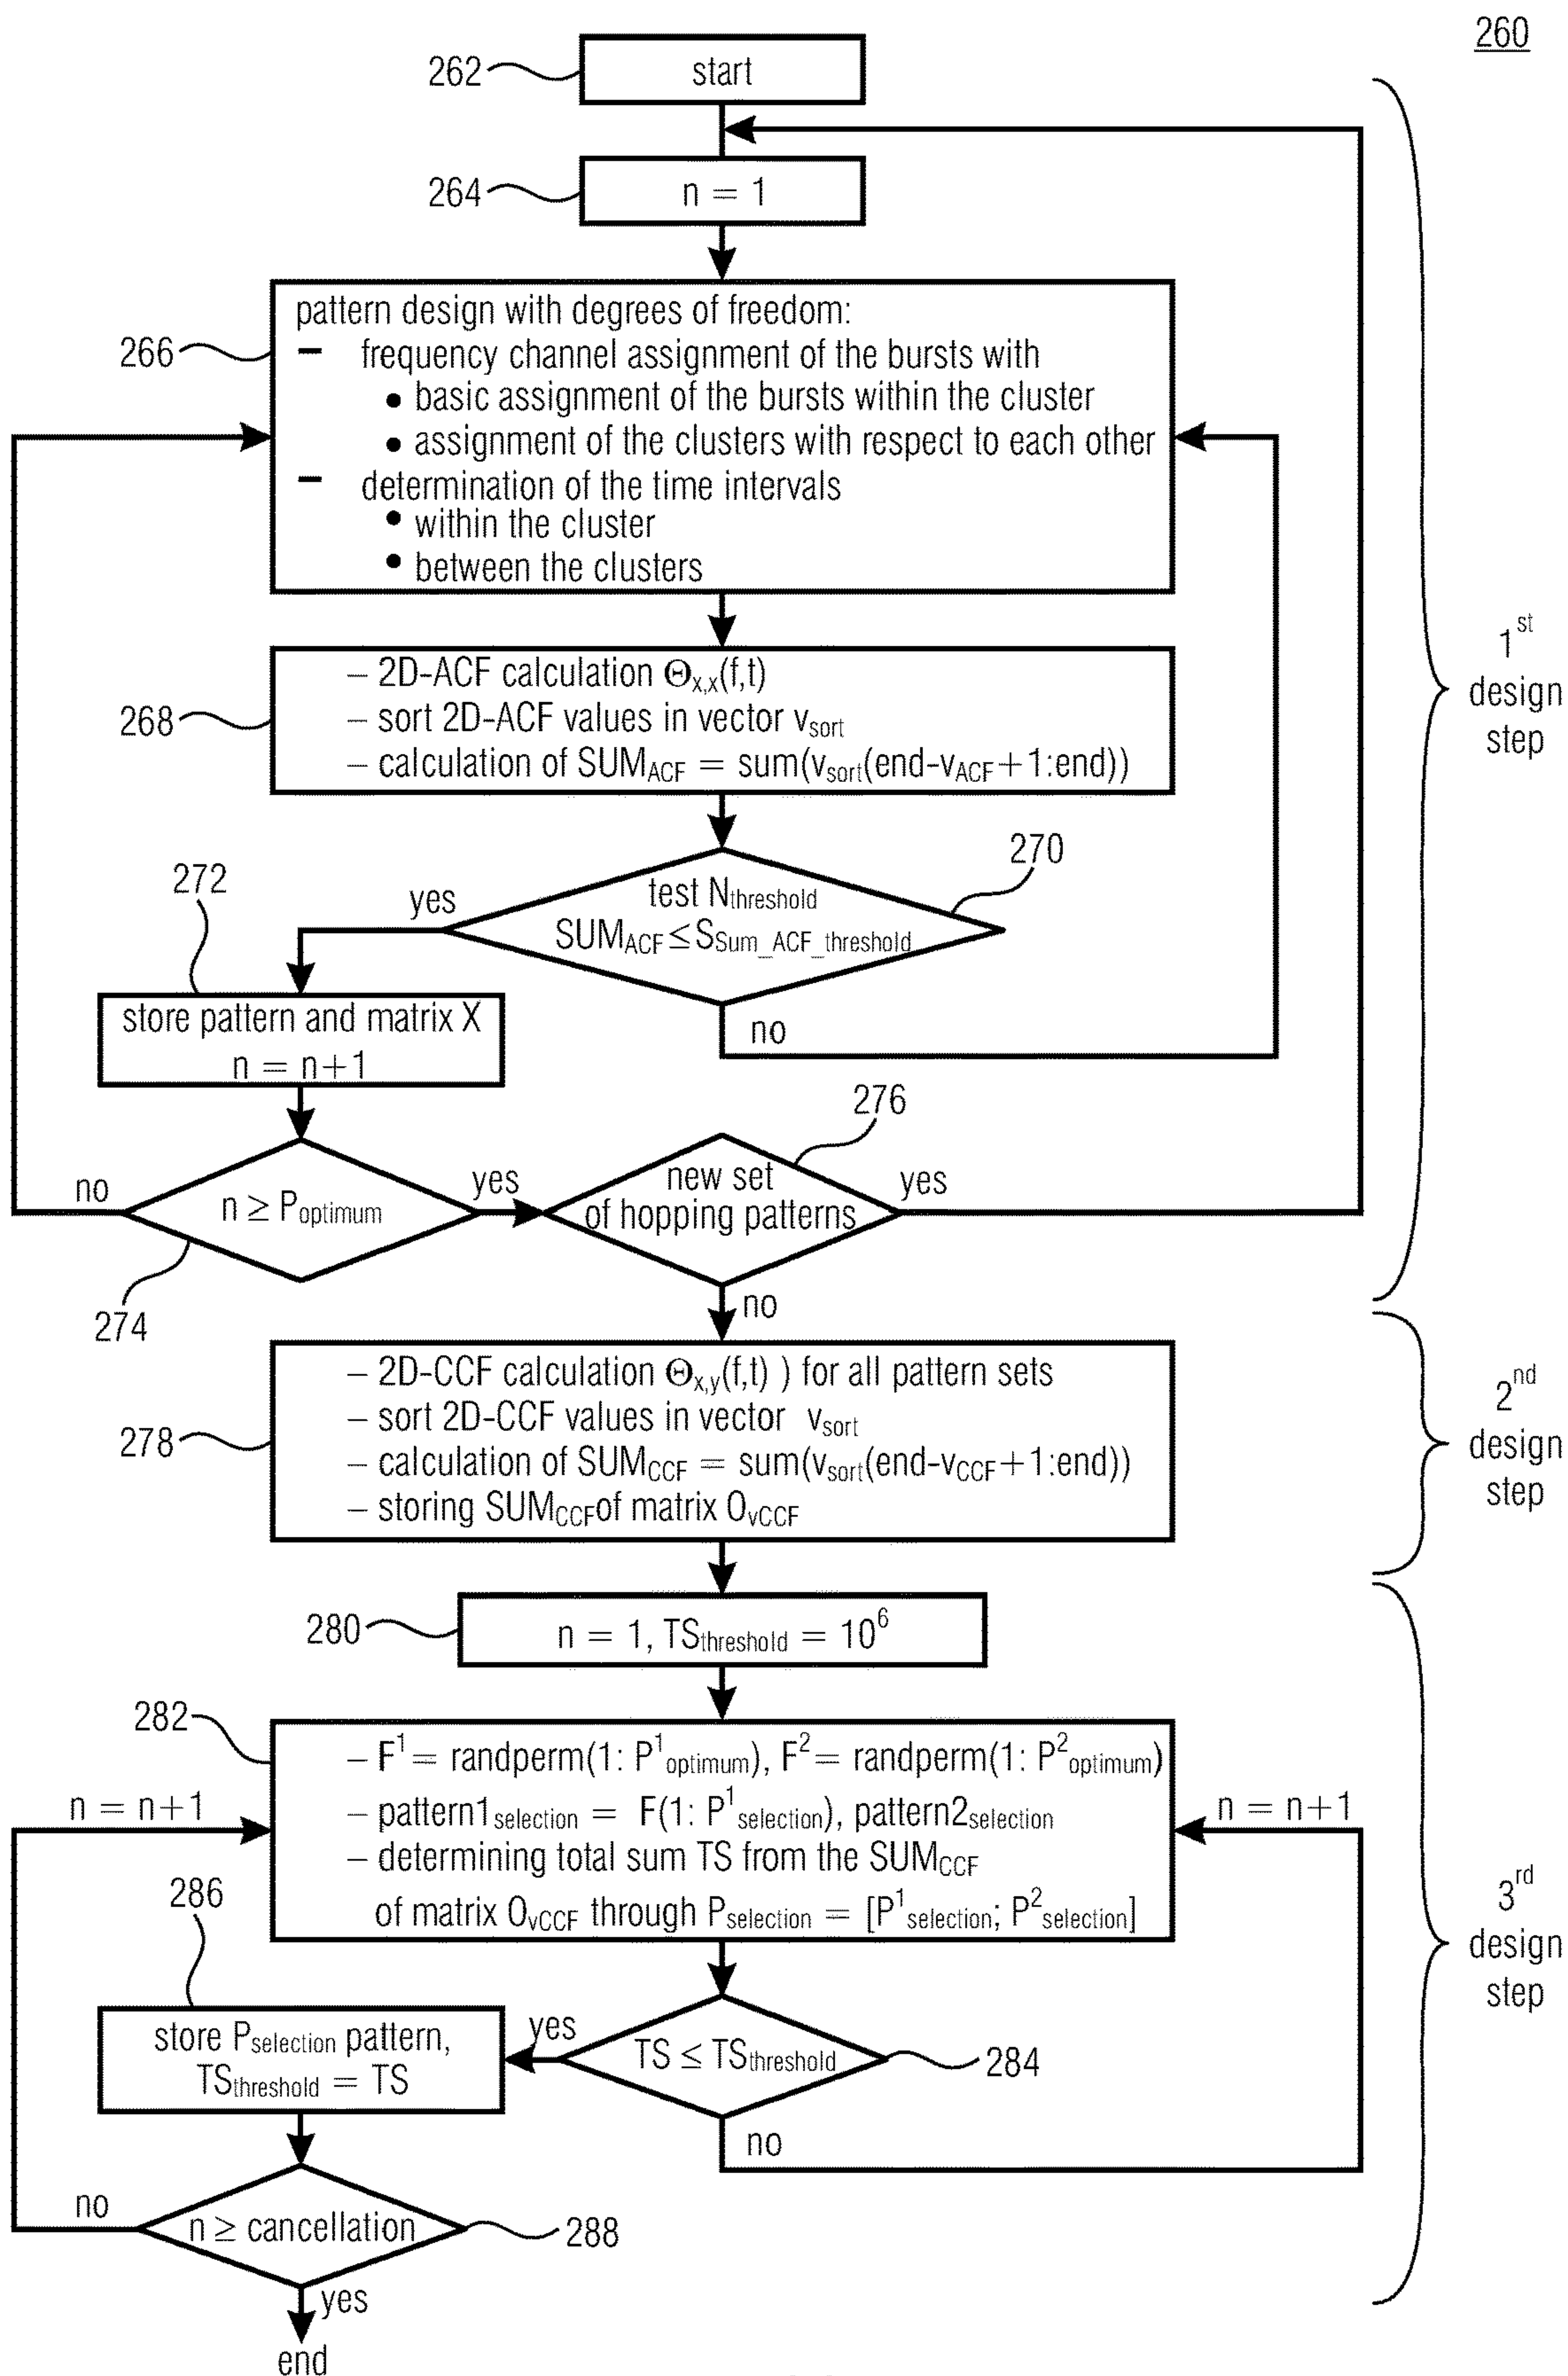 260
262
start
264
n = 1
266
pattern design with degrees of freedom:
– frequency channel assignment of the bursts with
• basic assignment of the bursts within the cluster
• assignment of the clusters with respect to each other
– determination of the time intervals
• within the cluster
• between the clusters
1st
design
step
268
– 2D-ACF calculation Θx,x(f,t)
– sort 2D-ACF values in vector vsort
– calculation of SUMACF = sum(vsort(end-vACF+1:end))
270
test Nthreshold
SUMACF ≤ SSum_ACF_threshold
yes
no
272
store pattern and matrix X
n = n+1
274
n ≥ Poptimum
no
yes
276
new set
of hopping patterns
yes
no
278
– 2D-CCF calculation Θx,y(f,t) ) for all pattern sets
– sort 2D-CCF values in vector vsort
– calculation of SUMCCF = sum(vsort(end-vCCF+1:end))
– storing SUMCCFof matrix OvCCF
2nd
design
step
280
n = 1, TSthreshold = 10^6
282
– F^1 = randperm(1: P^1optimum), F^2 = randperm(1: P^2optimum)
– pattern1selection = F(1: P^1selection), pattern2selection
– determining total sum TS from the SUMCCF
of matrix OvCCF through Pselection = [P^1selection; P^2selection]
n = n+1
n = n+1
3rd
design
step
284
TS ≤ TSthreshold
yes
no
286
store Pselection pattern,
TSthreshold = TS
288
n ≥ cancellation
no
yes
end